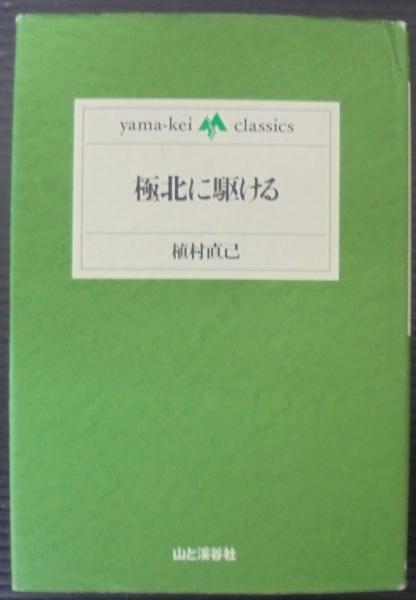 yama-kei classics
極北に駆ける
植村直己
山と溪谷社